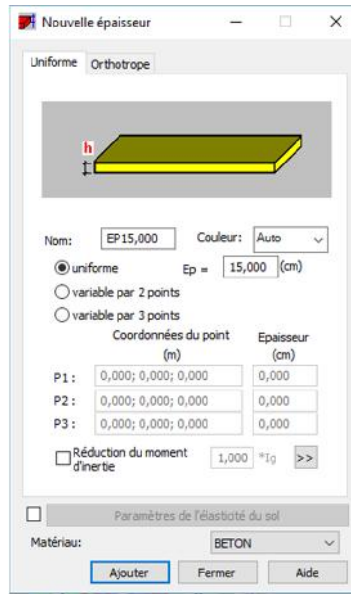 Nouvelle épaisseur
Uniforme Orthotrope
h
Nom: EP15,000 Couleur: Auto
uniforme Ep = 15,000 (cm)
variable par 2 points
variable par 3 points
Coordonnées du point Epaisseur
(m) (cm)
P1 : 0,000; 0,000; 0,000 0,000
P2 : 0,000; 0,000; 0,000 0,000
P3 : 0,000; 0,000; 0,000 0,000
Réduction du moment
d'inertie 1,000 *Ig >>
Paramètres de l'élasticité du sol
Matériau: BETON
Ajouter Fermer Aide